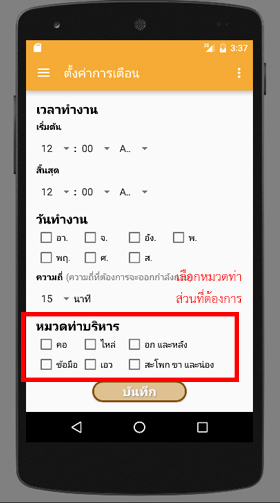 3:37
ตั้งค่าการเตือน
เวลาทำงาน
เริ่มต้น
12 : 00 A..
สิ้นสุด
12 : 00 A..
วันทำงาน
อา. จ. อัง. พ.
พฤ. ศ. ส.
ความถี่ (ความถี่ที่ต้องการจะออกกำลังกาย)
เลือกหมวดท่า
15 นาที
ส่วนที่ต้องการ
หมวดท่าบริหาร
คอ ไหล่ อก และหลัง
ข้อมือ เอว สะโพก ขา และน่อง
บันทึก